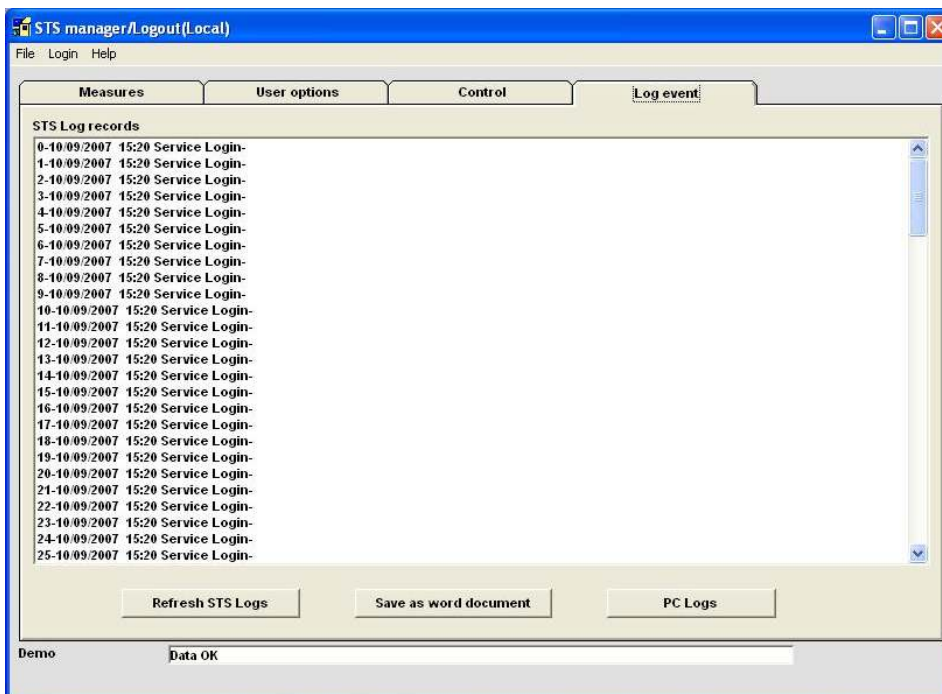 STS manager/Logout(Local)
File Login Help
Measures User options Control Log event
STS Log records
0-10/09/2007 15:20 Service Login-
1-10/09/2007 15:20 Service Login-
2-10/09/2007 15:20 Service Login-
3-10/09/2007 15:20 Service Login-
4-10/09/2007 15:20 Service Login-
5-10/09/2007 15:20 Service Login-
6-10/09/2007 15:20 Service Login-
7-10/09/2007 15:20 Service Login-
8-10/09/2007 15:20 Service Login-
9-10/09/2007 15:20 Service Login-
10-10/09/2007 15:20 Service Login-
11-10/09/2007 15:20 Service Login-
12-10/09/2007 15:20 Service Login-
13-10/09/2007 15:20 Service Login-
14-10/09/2007 15:20 Service Login-
15-10/09/2007 15:20 Service Login-
16-10/09/2007 15:20 Service Login-
17-10/09/2007 15:20 Service Login-
18-10/09/2007 15:20 Service Login-
19-10/09/2007 15:20 Service Login-
20-10/09/2007 15:20 Service Login-
21-10/09/2007 15:20 Service Login-
22-10/09/2007 15:20 Service Login-
23-10/09/2007 15:20 Service Login-
24-10/09/2007 15:20 Service Login-
25-10/09/2007 15:20 Service Login-
Refresh STS Logs Save as word document PC Logs
Demo Data OK